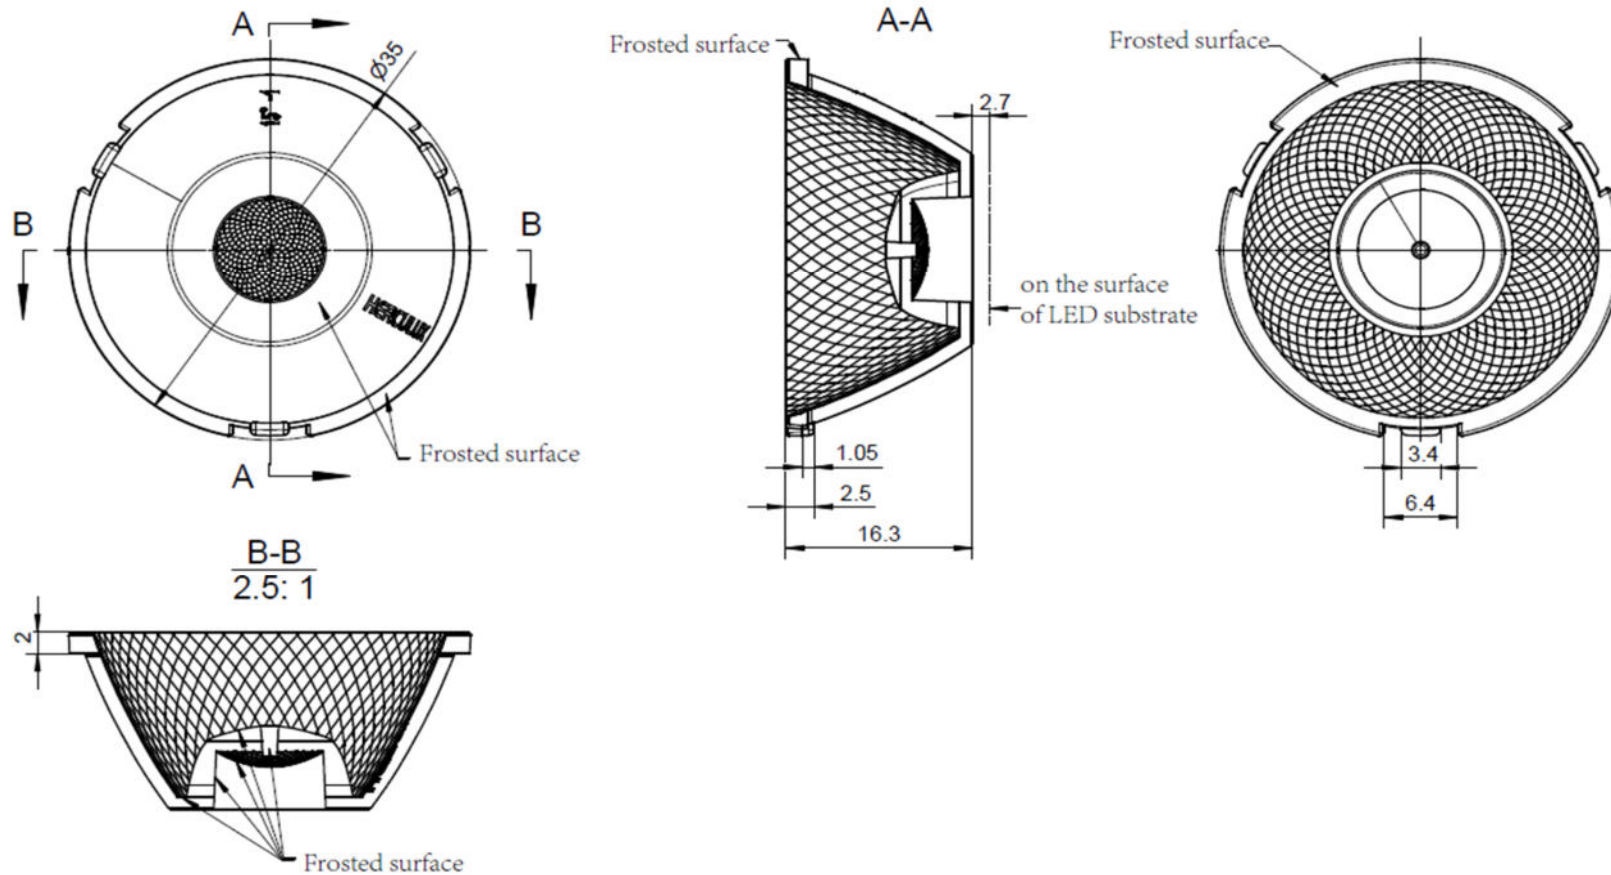 A
Ø35
B
B
HERCULUX
Frosted surface
A
A-A
Frosted surface
2.7
on the surface
of LED substrate
1.05
2.5
16.3
Frosted surface
3.4
6.4
B-B
2.5: 1
2
Frosted surface